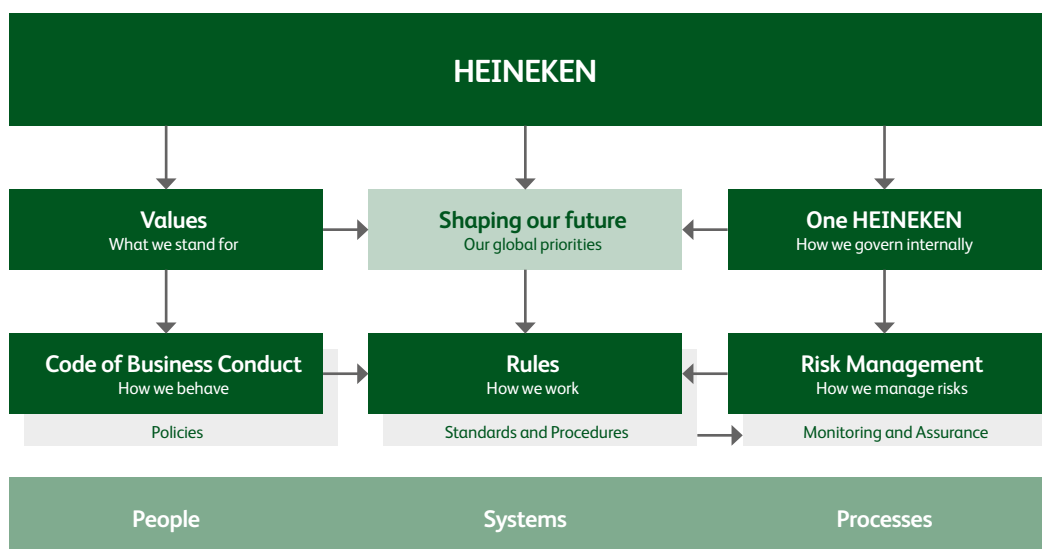 HEINEKEN
Values
What we stand for
Shaping our future
Our global priorities
One HEINEKEN
How we govern internally
Code of Business Conduct
How we behave
Policies
Rules
How we work
Standards and Procedures
Risk Management
How we manage risks
Monitoring and Assurance
People
Systems
Processes